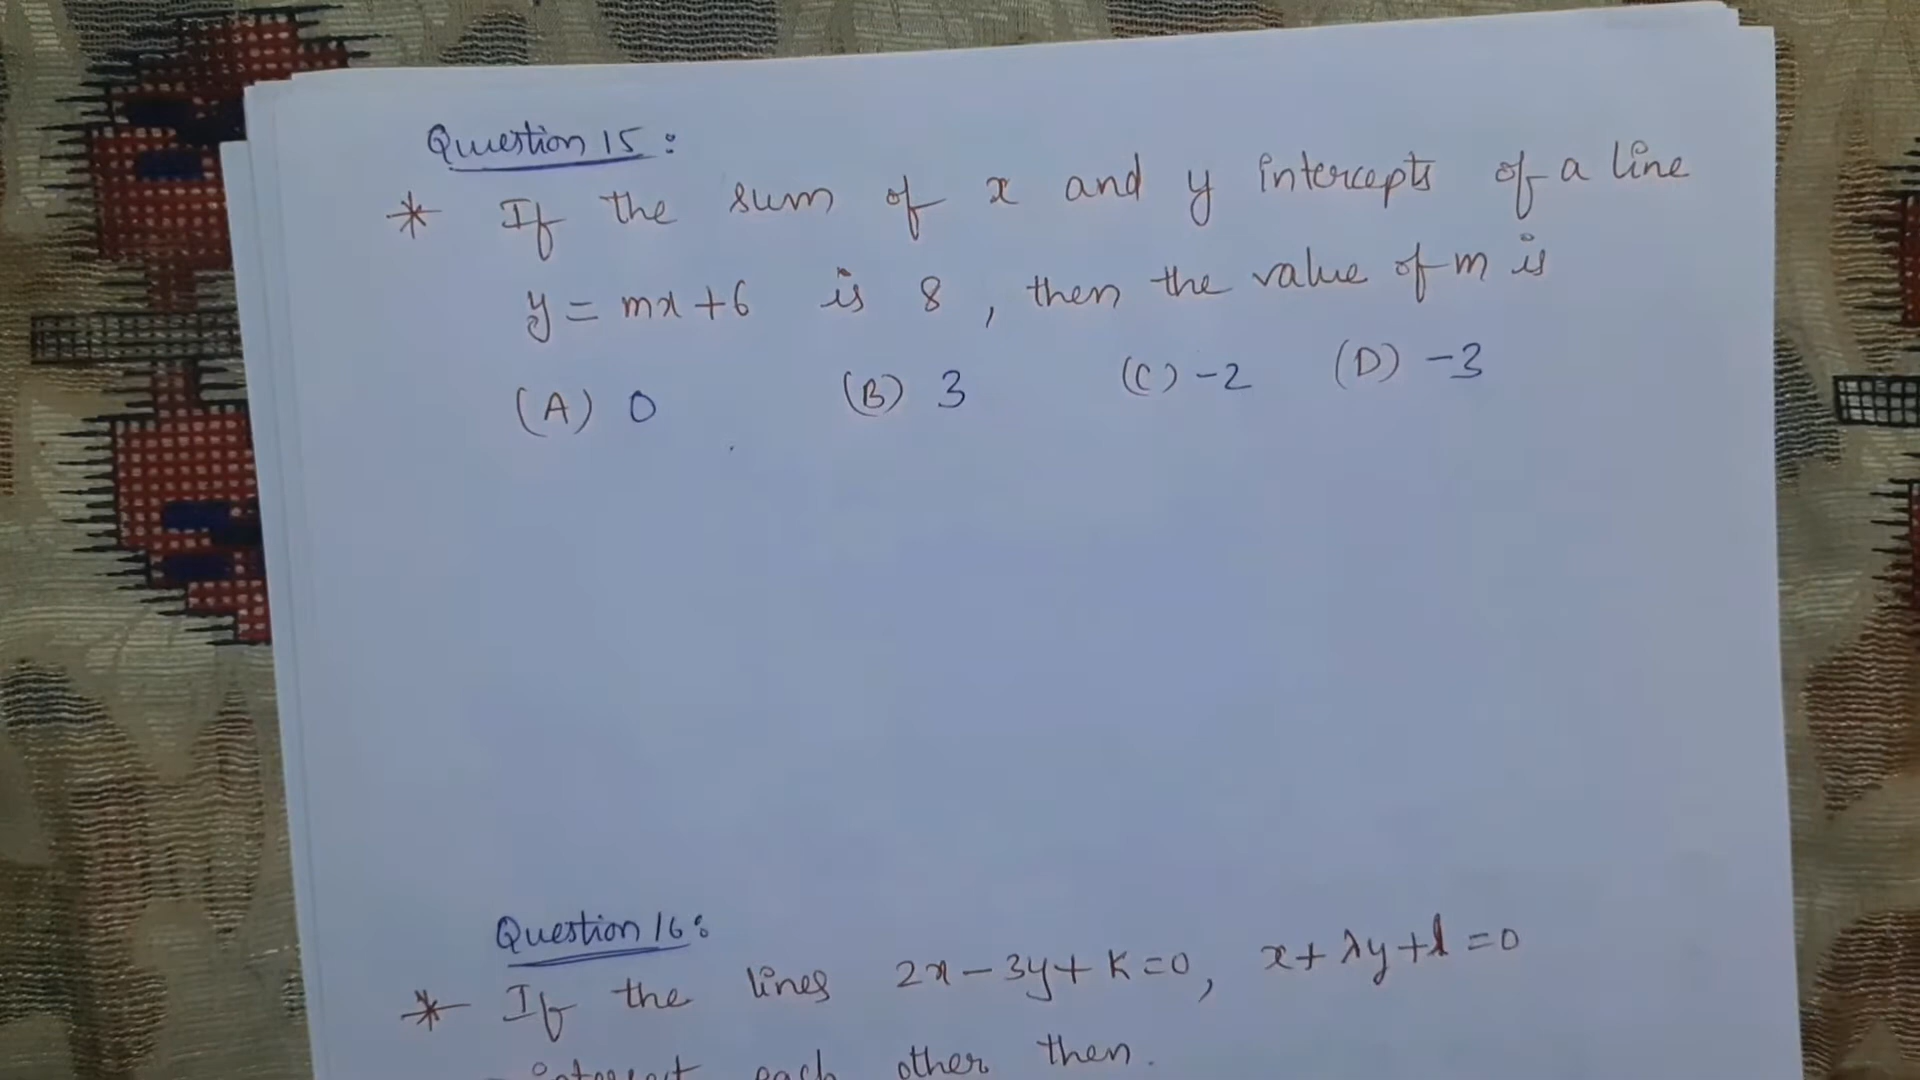 Question 15:
* If the sum of x and y intercepts of a line
y = mx + 6 is 8, then the value of m is
(A) 0 (B) 3 (C) -2 (D) -3
Question 16:
* If the lines 2x - 3y + K = 0, x + λy + l = 0
intersect each other then.